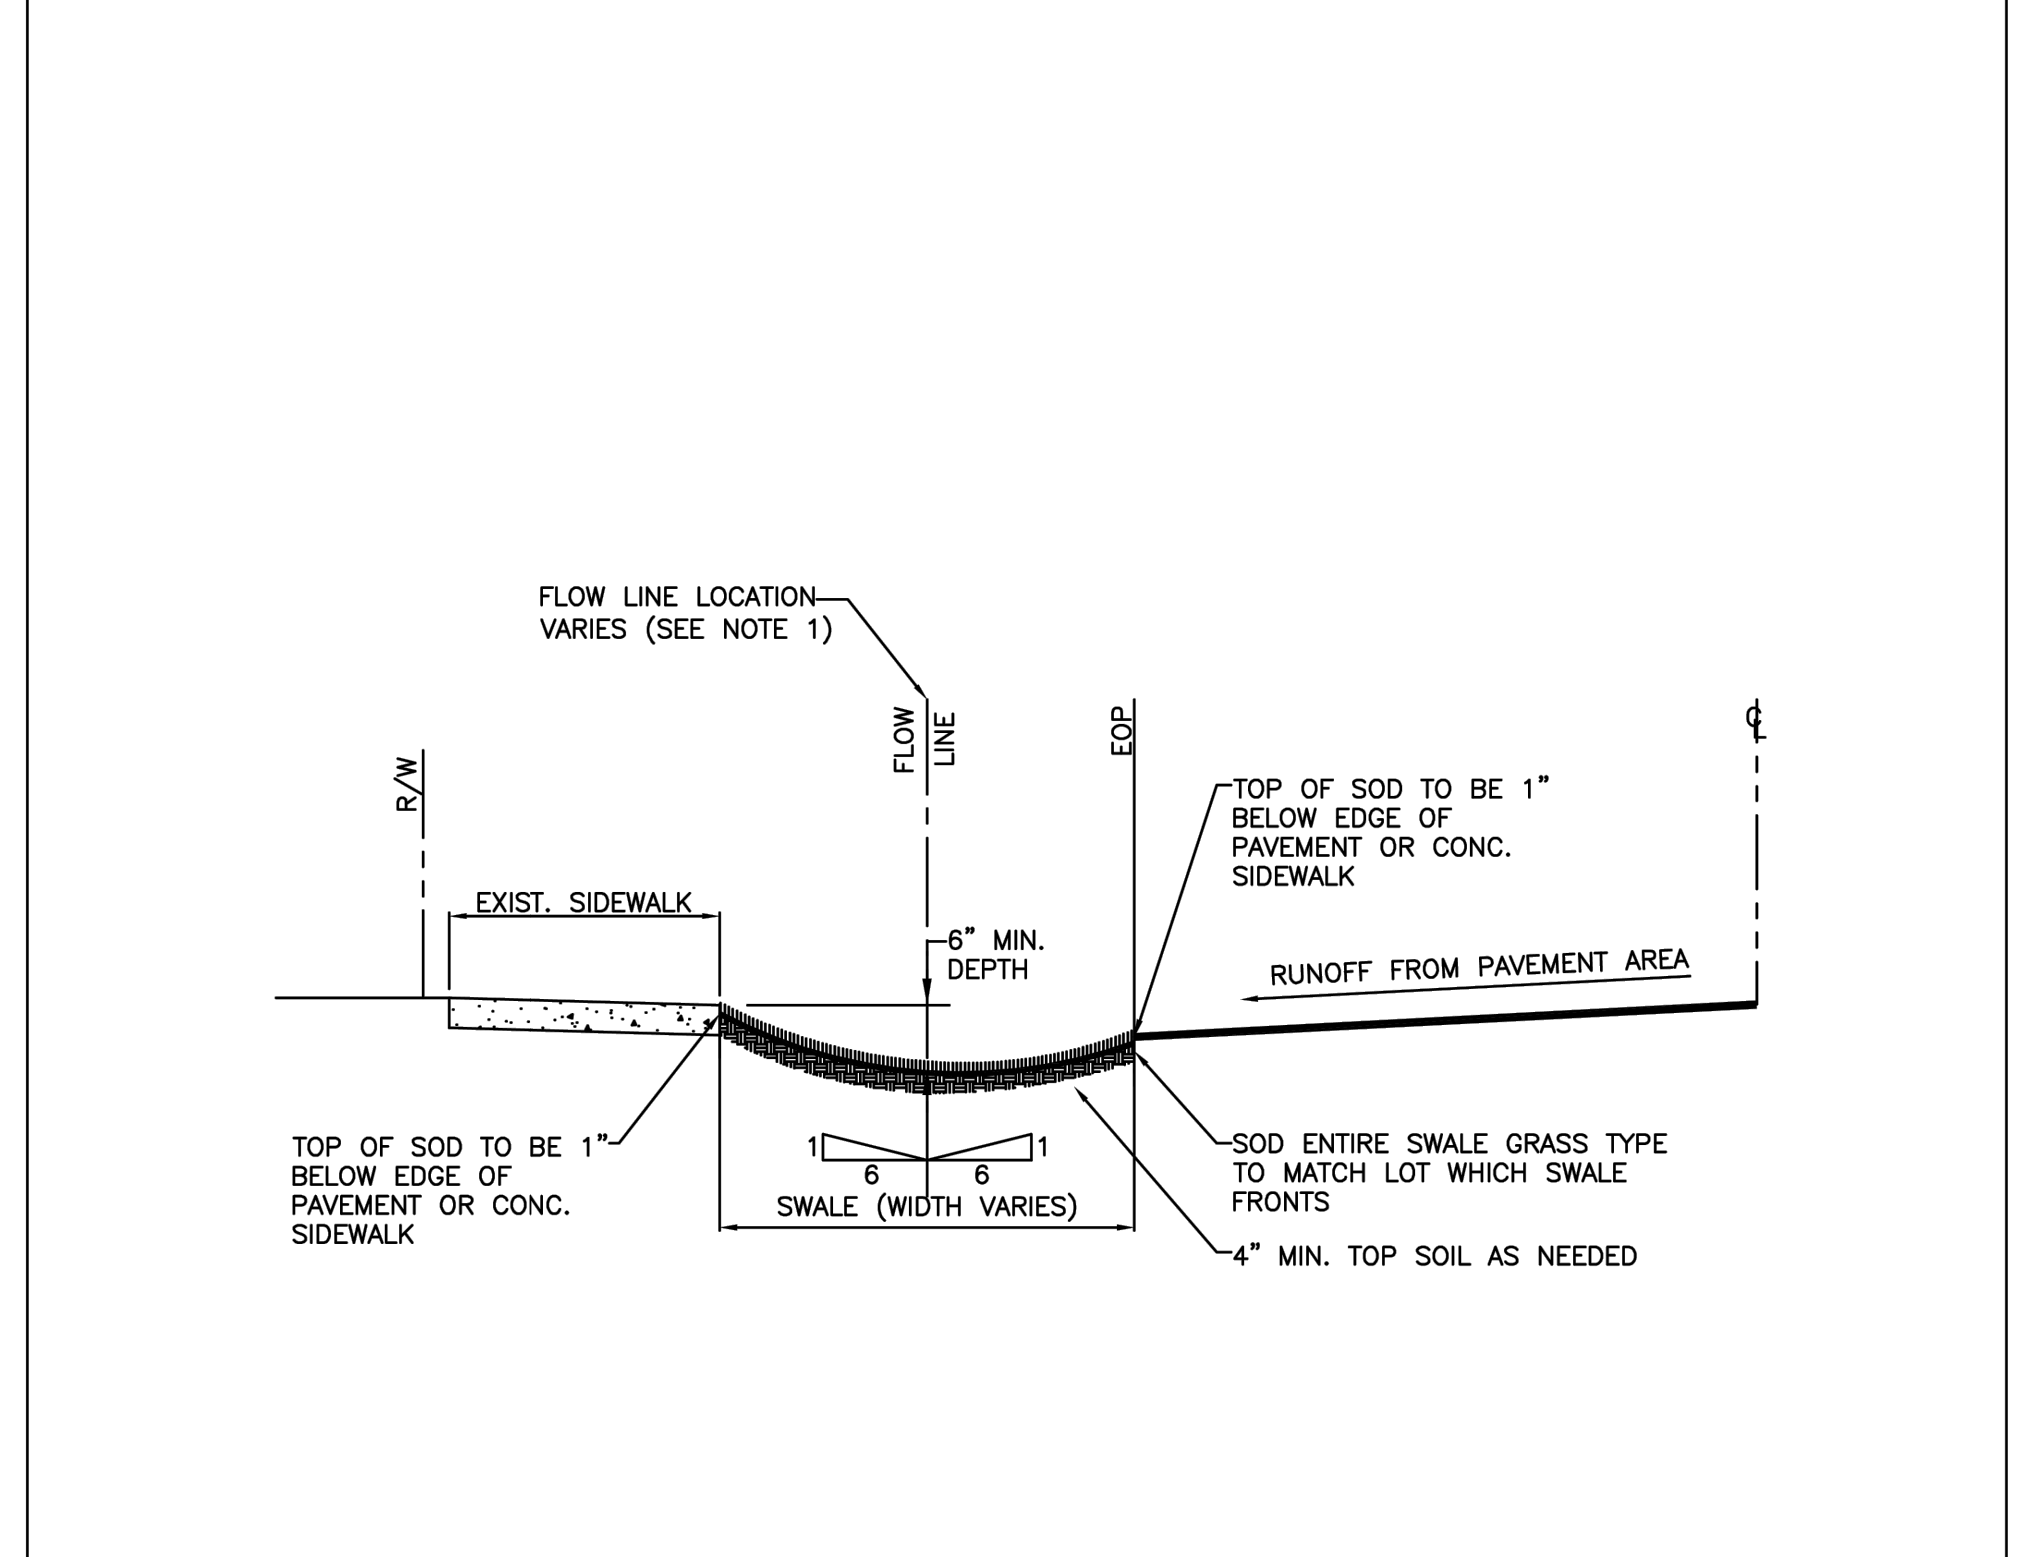 FLOW LINE LOCATION
VARIES (SEE NOTE 1)
FLOW
LINE
EOP
℄
R/W
TOP OF SOD TO BE 1”
BELOW EDGE OF
PAVEMENT OR CONC.
SIDEWALK
EXIST. SIDEWALK
6” MIN.
DEPTH
RUNOFF FROM PAVEMENT AREA
TOP OF SOD TO BE 1”
BELOW EDGE OF
PAVEMENT OR CONC.
SIDEWALK
1
1
6
6
SWALE (WIDTH VARIES)
SOD ENTIRE SWALE GRASS TYPE
TO MATCH LOT WHICH SWALE
FRONTS
4” MIN. TOP SOIL AS NEEDED